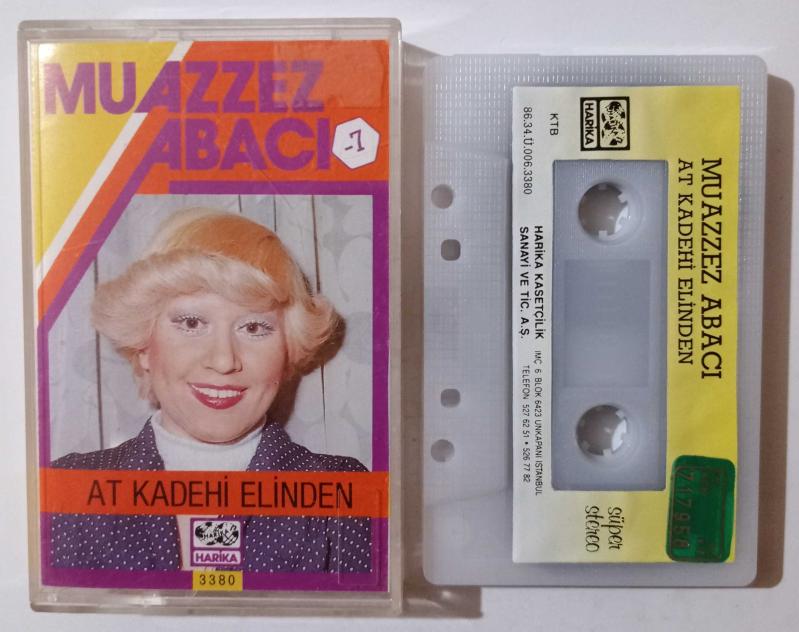 MUAZZEZ
ABACI
-7
AT KADEHİ ELİNDEN
HARİKA
HARİKA
3380
HARİKA
KTB
86.34.Ü.006.3380
MUAZZEZ ABACI
AT KADEHİ ELİNDEN
HARİKA KASETÇİLİK
SANAYİ VE TİC. A.Ş.
İMÇ 6 BLOK 6423 UNKAPANI İSTANBUL
TELEFON 527 62 51 • 526 77 82
süper
stereo